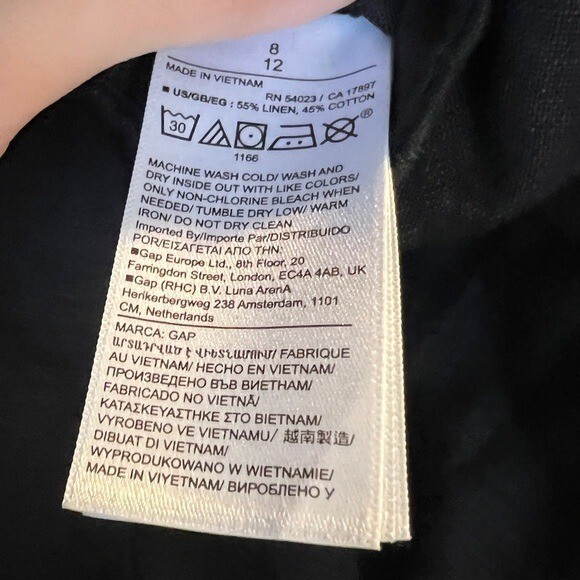 8
12
MADE IN VIETNAM
RN 54023 / CA 17897
■ US/GB/EG : 55% LINEN, 45% COTTON
30 ®
1166
MACHINE WASH COLD/ WASH AND
DRY INSIDE OUT WITH LIKE COLORS/
ONLY NON-CHLORINE BLEACH WHEN
NEEDED/ TUMBLE DRY LOW/ WARM
IRON/ DO NOT DRY CLEAN
Imported By/Importe Par/DISTRIBUIDO
POR/ΕΙΣΑΓΕΤΑΙ ΑΠΟ ΤΗΝ:
■Gap Europe Ltd., 8th Floor, 20
Farringdon Street, London, EC4A 4AB, UK
■Gap (RHC) B.V. Luna ArenA
Herikerbergweg 238 Amsterdam, 1101
CM, Netherlands
MARCA: GAP
ԱՐՏԱԴՐՎԱԾ Է ՎԻԵՏՆԱՄՈՒՄ/ FABRIQUE
AU VIETNAM/ HECHO EN VIETNAM/
ПРОИЗВЕДЕНО ВЪВ ВИЕТНАМ/
FABRICADO NO VIETNÃ/
ΚΑΤΑΣΚΕΥΑΣΤΗΚΕ ΣΤΟ ΒΙΕΤΝΑΜ/
VYROBENO VE VIETNAMU/ 越南製造/
DIBUAT DI VIETNAM/
WYPRODUKOWANO W WIETNAMIE/
MADE IN VIYETNAM/ ВИРОБЛЕНО У